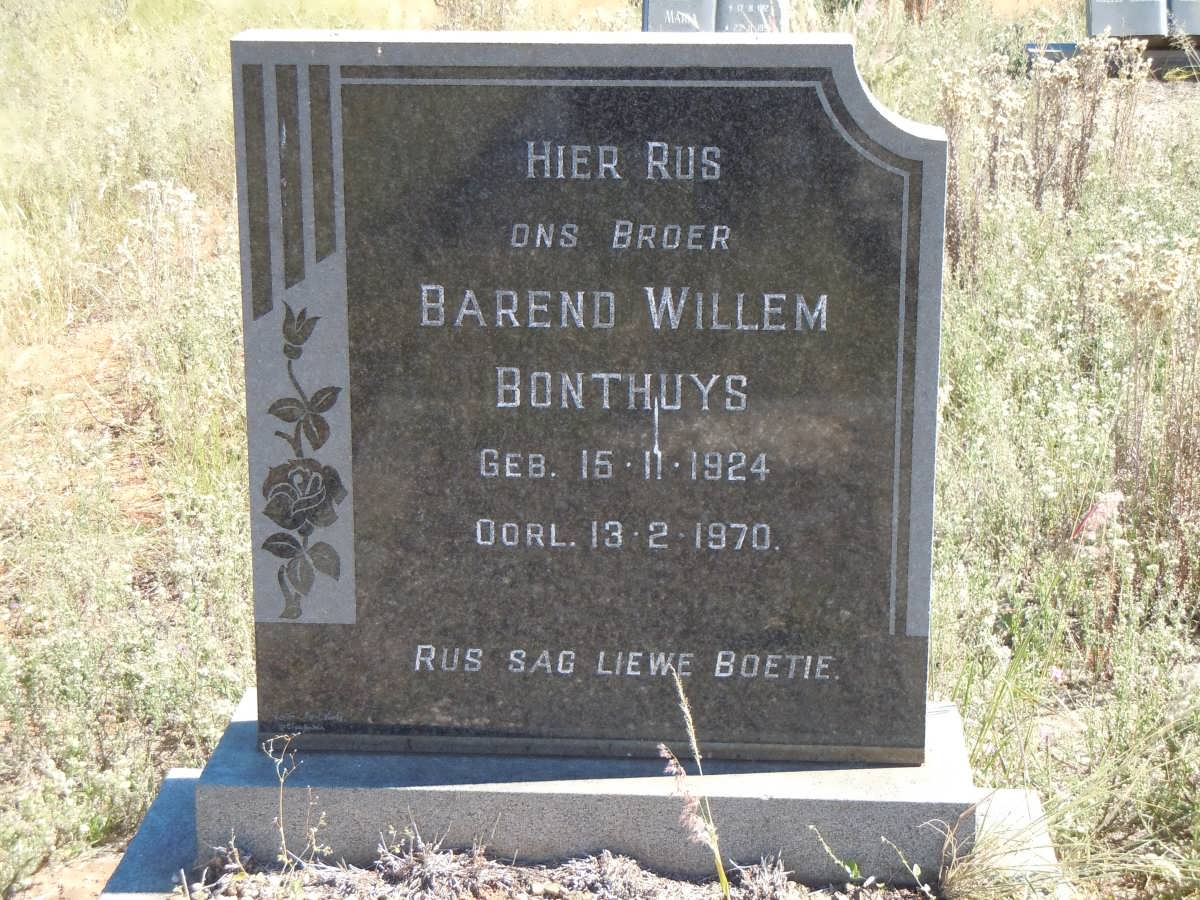 HIER RUS
ONS BROER
BAREND WILLEM
BONTHUYS
GEB. 15·11·1924
OORL. 13·2·1970.
RUS SAG LIEWE BOETIE.